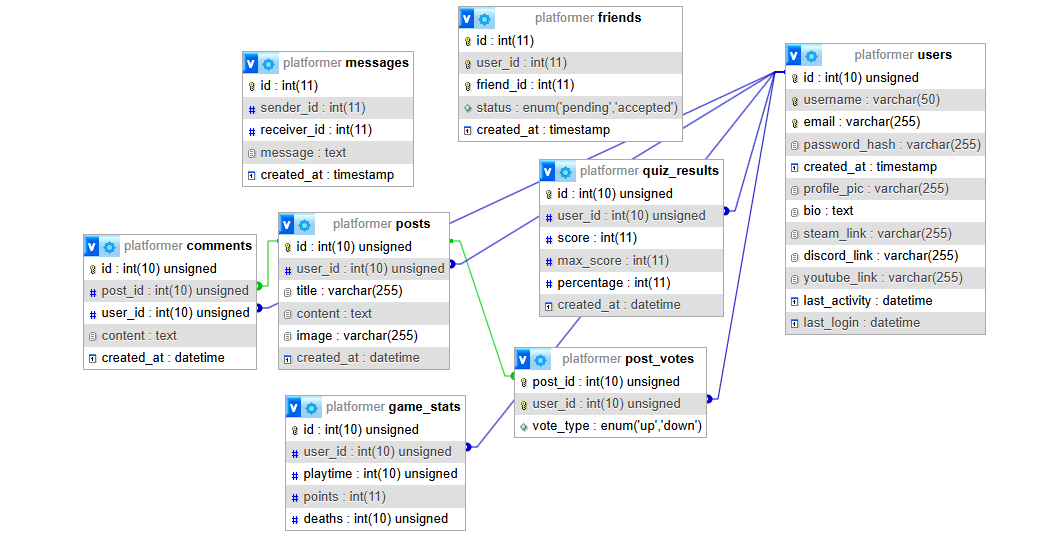 platformer friends
id : int(11)
user_id : int(11)
friend_id : int(11)
status : enum('pending','accepted')
created_at : timestamp
v platformer users
id : int(10) unsigned
username : varchar(50)
email : varchar(255)
password_hash : varchar(255)
created_at : timestamp
profile_pic : varchar(255)
bio : text
steam_link : varchar(255)
discord_link : varchar(255)
youtube_link : varchar(255)
last_activity : datetime
last_login : datetime
v platformer messages
id : int(11)
# sender_id : int(11)
# receiver_id : int(11)
message : text
created_at : timestamp
v platformer quiz_results
id : int(10) unsigned
# user_id : int(10) unsigned
# score : int(11)
# max_score : int(11)
# percentage : int(11)
created_at : datetime
v platformer posts
id : int(10) unsigned
# user_id : int(10) unsigned
title : varchar(255)
content : text
image : varchar(255)
created_at : datetime
v platformer comments
id : int(10) unsigned
# post_id : int(10) unsigned
# user_id : int(10) unsigned
content : text
created_at : datetime
v platformer post_votes
post_id : int(10) unsigned
user_id : int(10) unsigned
vote_type : enum('up','down')
v platformer game_stats
id : int(10) unsigned
# user_id : int(10) unsigned
# playtime : int(10) unsigned
# points : int(11)
# deaths : int(10) unsigned